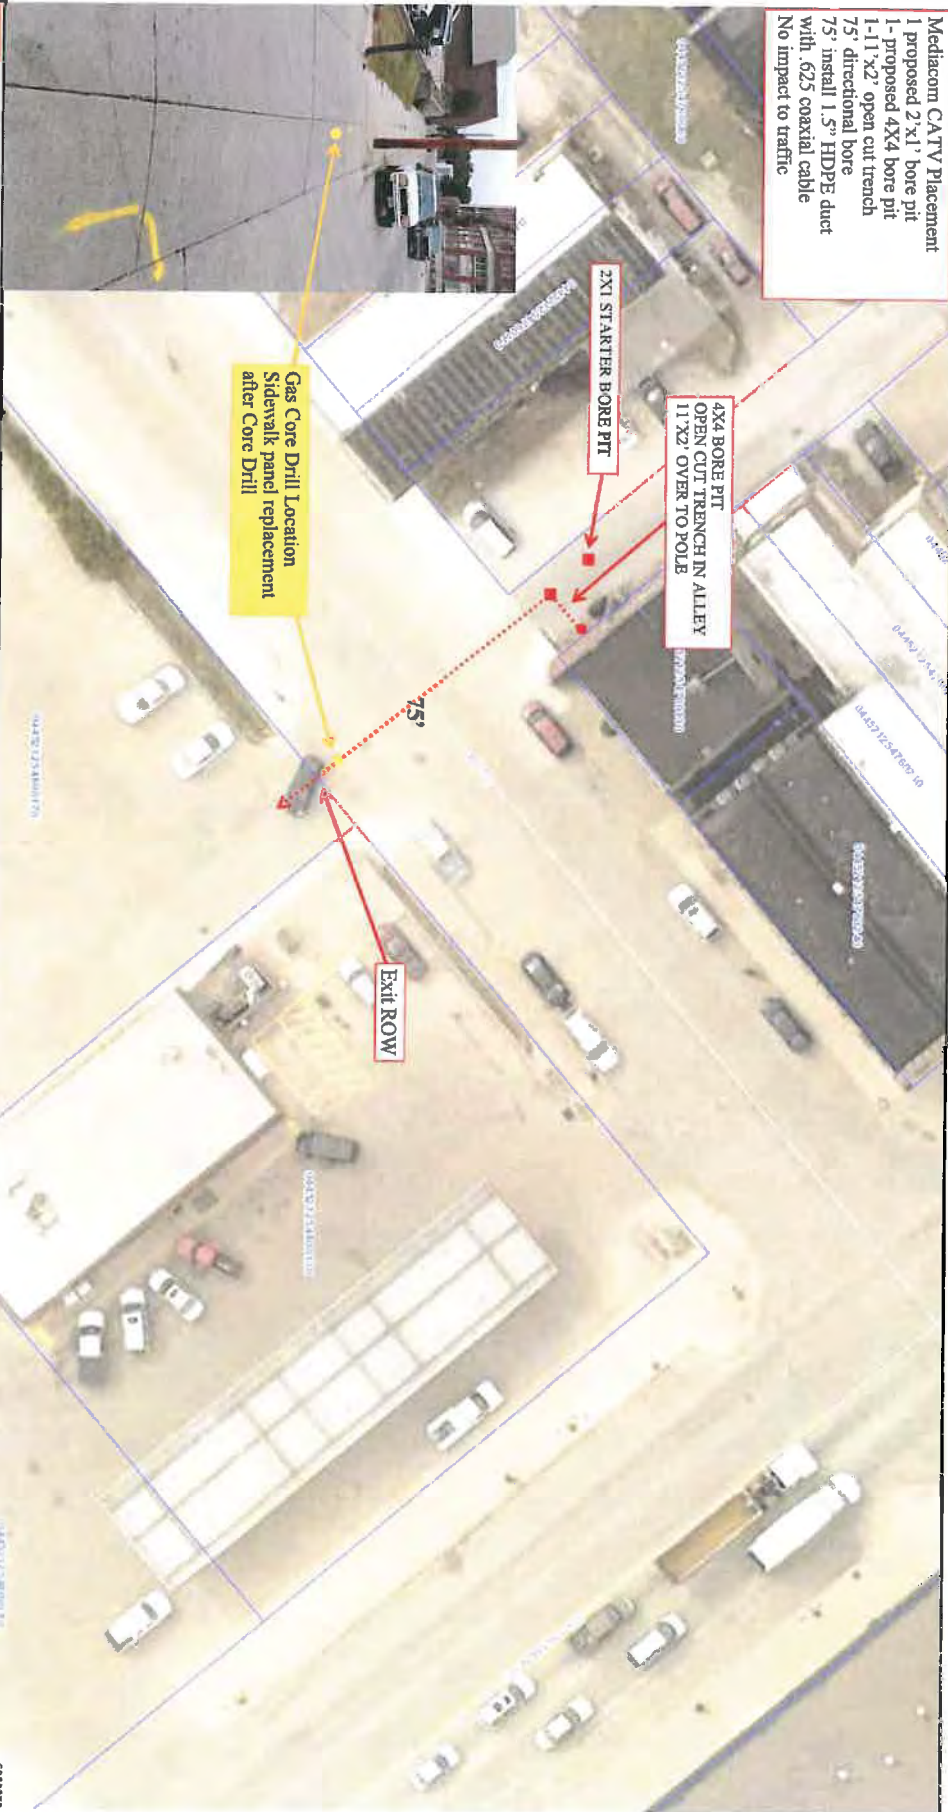 Mediacom CATV Placement
1 proposed 2'x1' bore pit
1- proposed 4X4 bore pit
1-11'x2' open cut trench
75' directional bore
75' install 1.5" HDPE duct
with .625 coaxial cable
No impact to traffic
2X1 STARTER BORE PIT
4X4 BORE PIT
OPEN CUT TRENCH IN ALLEY
11'X2' OVER TO POLE
75'
Gas Core Drill Location
Sidewalk panel replacement
after Core Drill
Exit ROW